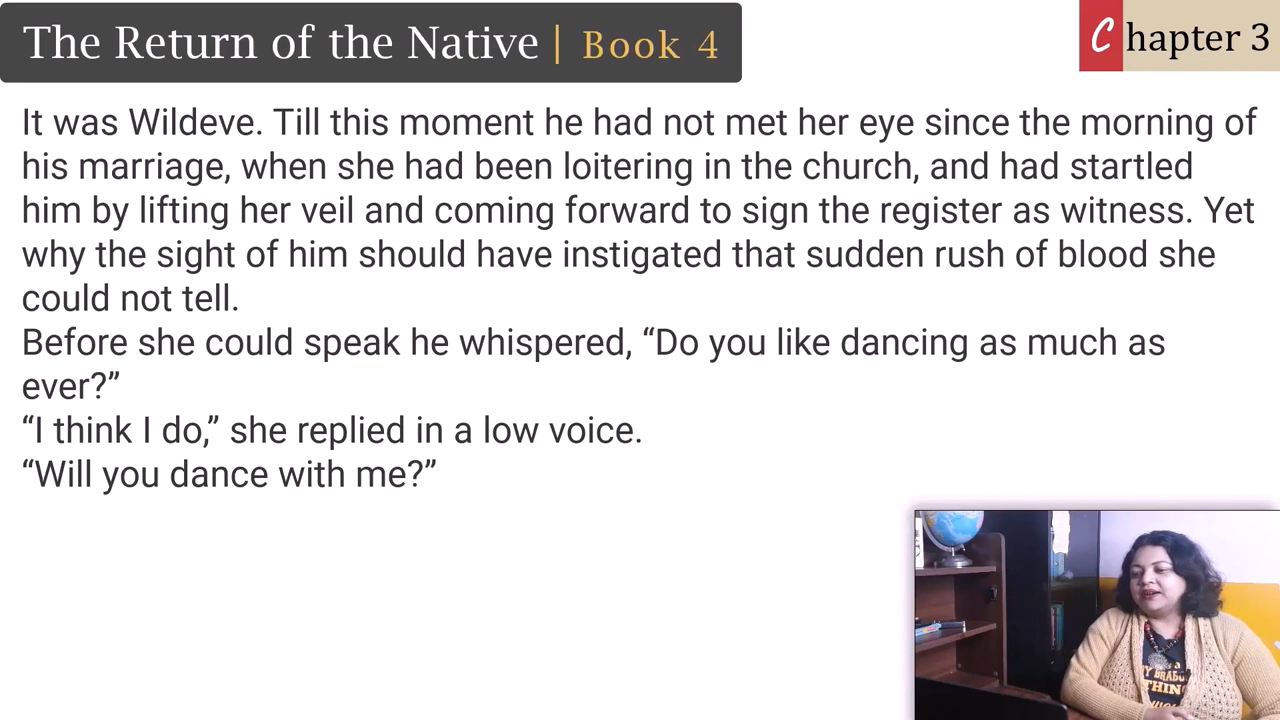 The Return of the Native | Book 4
Chapter 3
It was Wildeve. Till this moment he had not met her eye since the morning of
his marriage, when she had been loitering in the church, and had startled
him by lifting her veil and coming forward to sign the register as witness. Yet
why the sight of him should have instigated that sudden rush of blood she
could not tell.
Before she could speak he whispered, “Do you like dancing as much as
ever?”
“I think I do,” she replied in a low voice.
“Will you dance with me?”